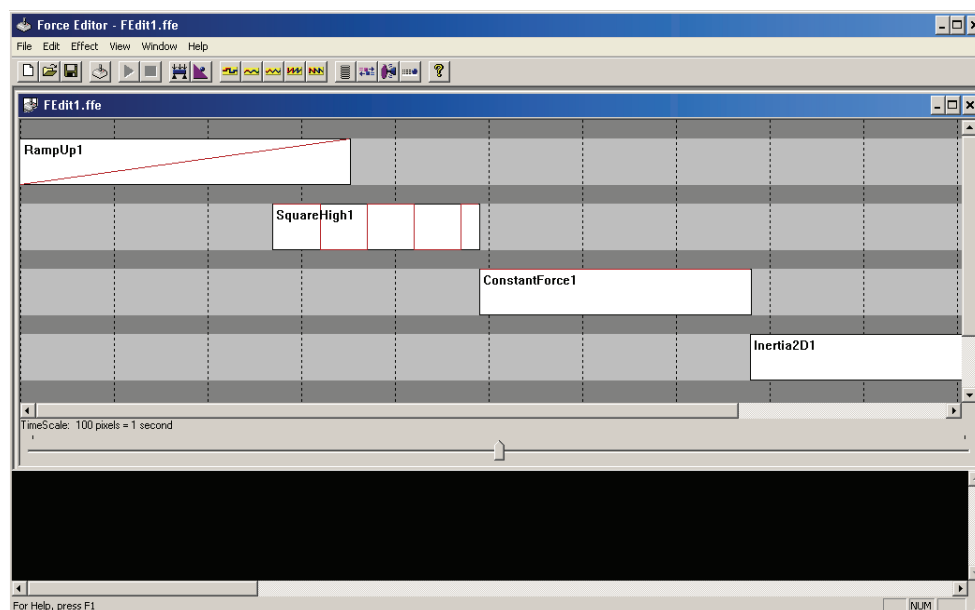 Force Editor - FEdit1.ffe
File Edit Effect View Window Help
FEdit1.ffe
RampUp1
SquareHigh1
ConstantForce1
Inertia2D1
TimeScale: 100 pixels = 1 second
For Help, press F1
NUM